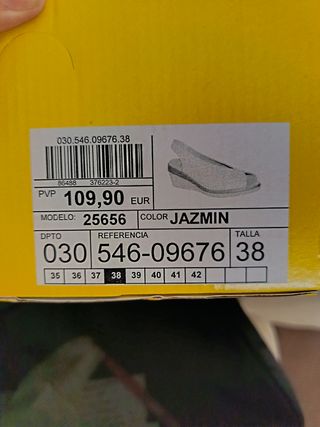 030.546.09676.38
86488 376223-2
PVP 109,90 EUR
MODELO: 25656 COLOR JAZMIN
DPTO REFERENCIA TALLA
030 546-09676 38
35 36 37 38 39 40 41 42